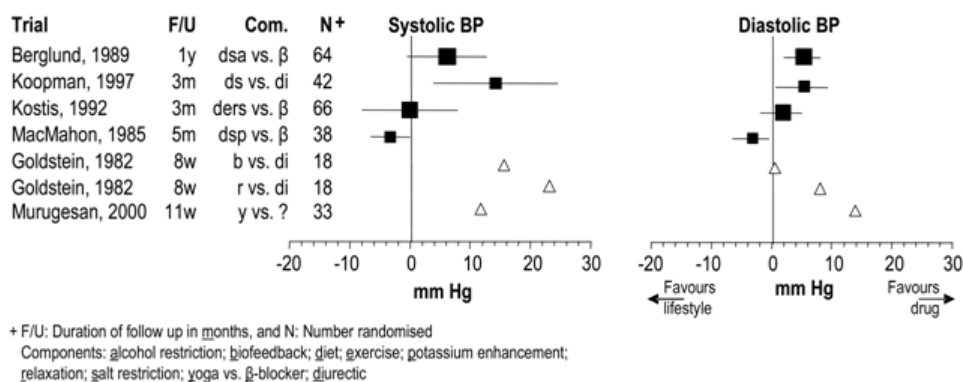 Trial F/U Com. N+ Systolic BP Diastolic BP
Berglund, 1989 1y dsa vs. β 64
Koopman, 1997 3m ds vs. di 42
Kostis, 1992 3m ders vs. β 66
MacMahon, 1985 5m dsp vs. β 38
Goldstein, 1982 8w b vs. di 18
Goldstein, 1982 8w r vs. di 18
Murugesan, 2000 11w y vs. ? 33
-20 -10 0 10 20 30 -20 -10 0 10 20 30
mm Hg Favours lifestyle mm Hg Favours drug
+ F/U: Duration of follow up in months, and N: Number randomised
Components: alcohol restriction; biofeedback; diet; exercise; potassium enhancement;
relaxation; salt restriction; yoga vs. β-blocker; diurectic